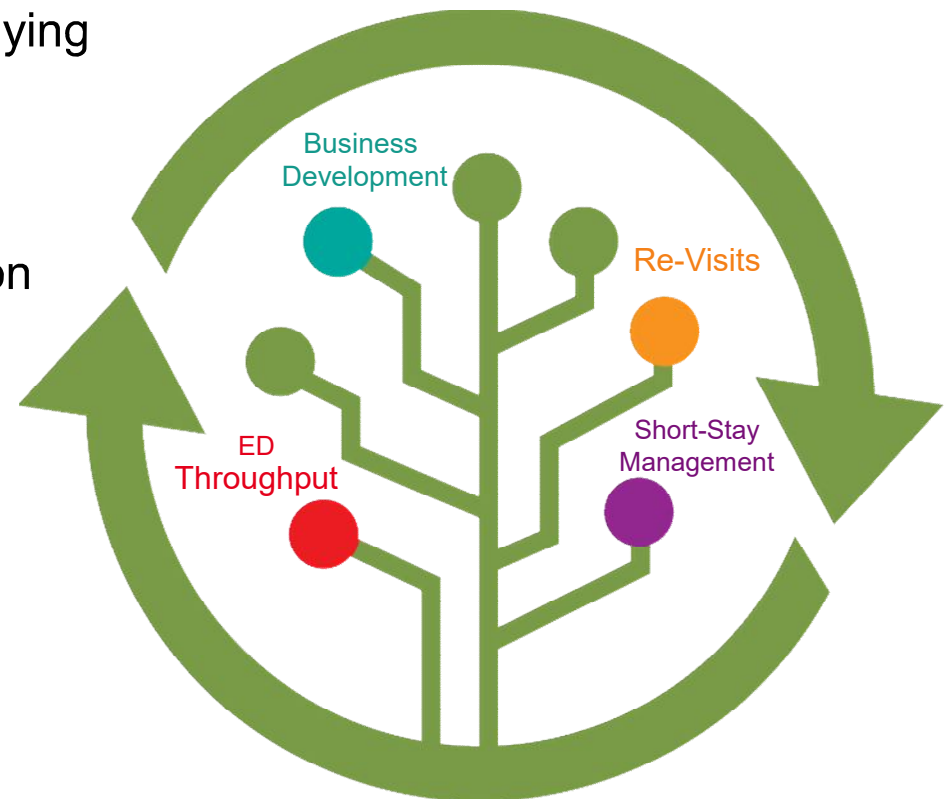 ying
on
Business
Development
Re-Visits
Short-Stay
Management
ED
Throughput